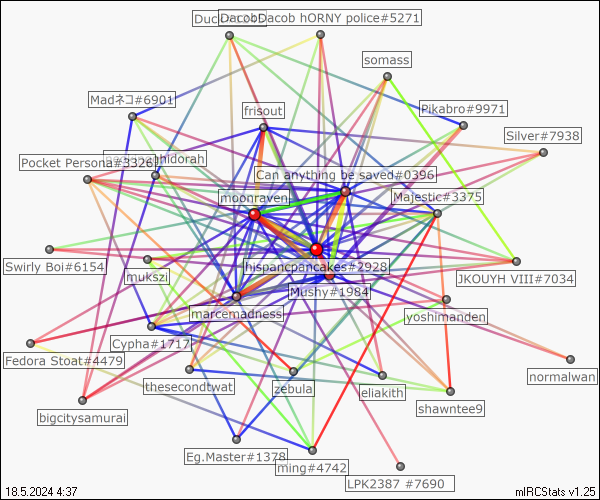 DacobDacob hORNY police#5271
somass
Madネコ#6901
frisout
Pikabro#9971
Silver#7938
Pocket Persona#3326
hidorah
Can anything be saved#0396
moonraven
Majestic#3375
Swirly Boi#6154
mukszi
hispancpancakes#2928
JKOUYH VIII#7034
Mushy#1984
marcemadness
yoshimanden
Cypha#1717
Fedora Stoat#4479
thesecondtwat
zebula
eliakith
normalwan
bigcitysamurai
shawntee9
Eg.Master#1378
ming#4742
LPK2387 #7690
18.5.2024 4:37
mIRCStats v1.25